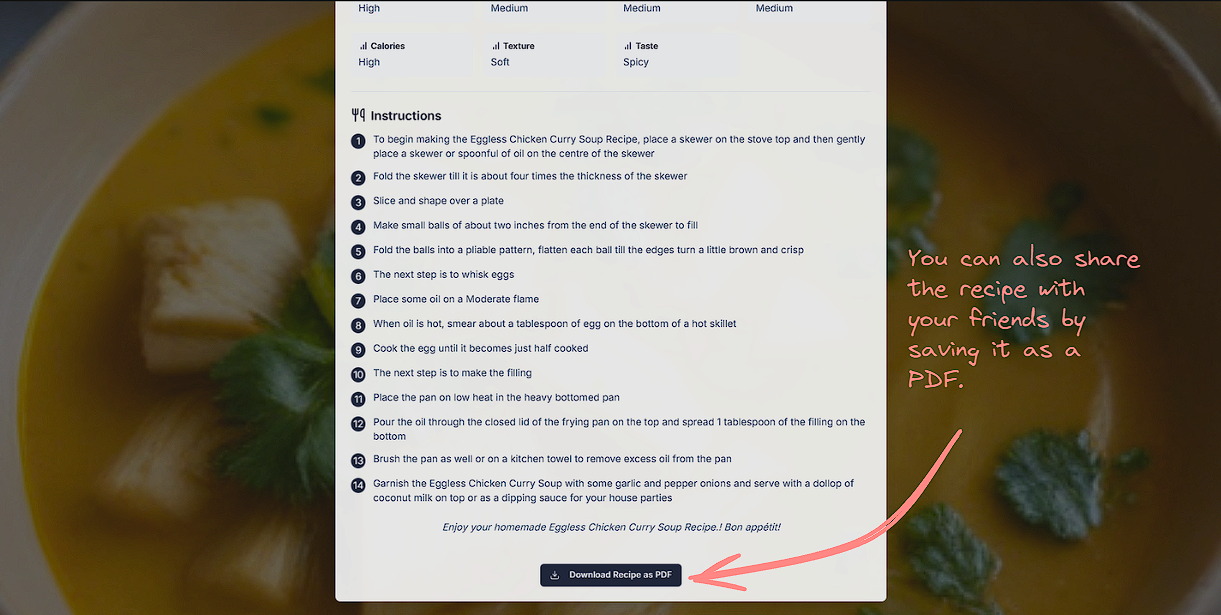 High Medium Medium Medium
Calories Texture Taste
High Soft Spicy
Instructions
1 To begin making the Eggless Chicken Curry Soup Recipe, place a skewer on the stove top and then gently
place a skewer or spoonful of oil on the centre of the skewer
2 Fold the skewer till it is about four times the thickness of the skewer
3 Slice and shape over a plate
4 Make small balls of about two inches from the end of the skewer to fill
5 Fold the balls into a pliable pattern, flatten each ball till the edges turn a little brown and crisp
6 The next step is to whisk eggs
7 Place some oil on a Moderate flame
8 When oil is hot, smear about a tablespoon of egg on the bottom of a hot skillet
9 Cook the egg until it becomes just half cooked
10 The next step is to make the filling
11 Place the pan on low heat in the heavy bottomed pan
12 Pour the oil through the closed lid of the frying pan on the top and spread 1 tablespoon of the filling on the
bottom
13 Brush the pan as well or on a kitchen towel to remove excess oil from the pan
14 Garnish the Eggless Chicken Curry Soup with some garlic and pepper onions and serve with a dollop of
coconut milk on top or as a dipping sauce for your house parties
Enjoy your homemade Eggless Chicken Curry Soup Recipe.! Bon appétit!
Download Recipe as PDF
You can also share
the recipe with
your friends by
saving it as a
PDF.